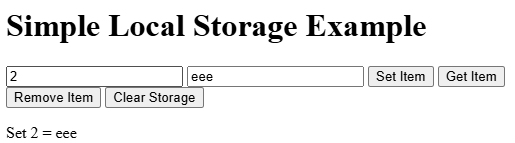 Simple Local Storage Example
2 eee Set Item Get Item
Remove Item Clear Storage
Set 2 = eee